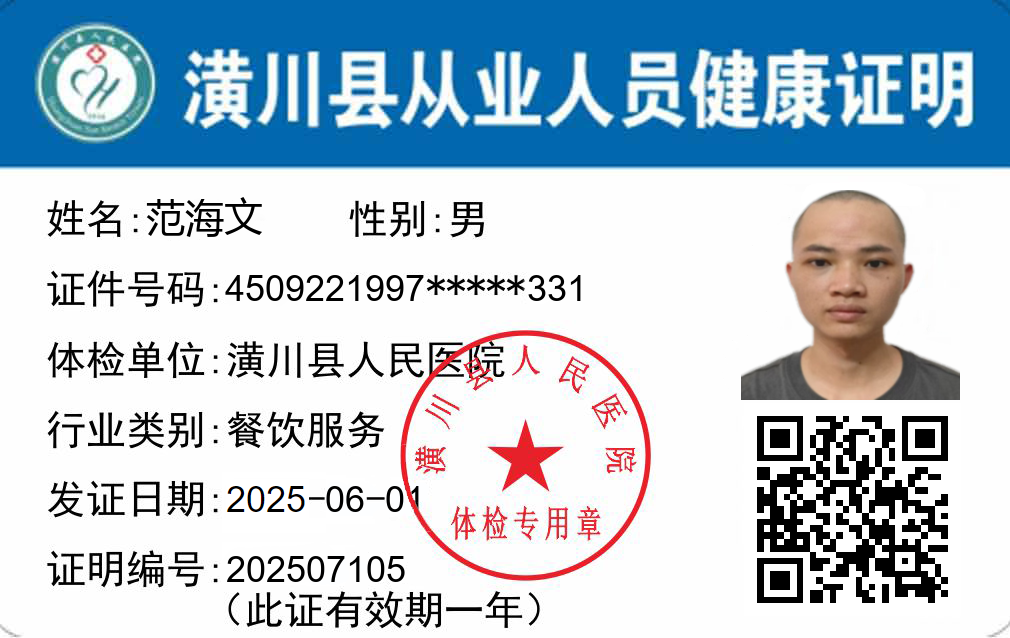 潢川县从业人员健康证明
姓名:范海文 性别:男
证件号码:4509221997*****331
体检单位:潢川县人民医院
行业类别:餐饮服务
发证日期:2025-06-01
证明编号:202507105
(此证有效期一年)
潢川县人民医院
体检专用章